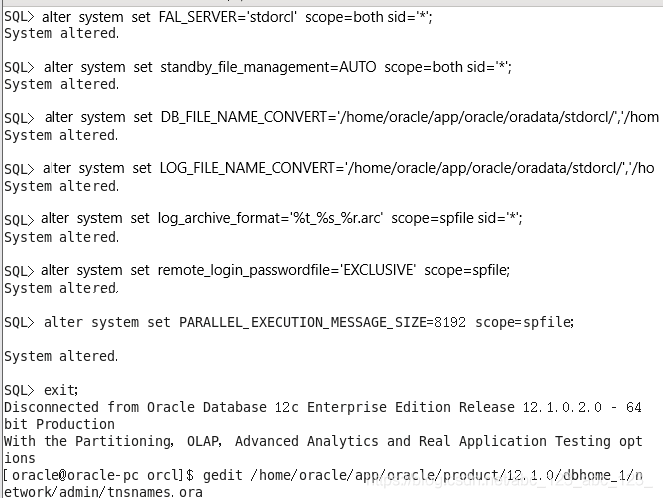 SQL> alter system set FAL_SERVER='stdorcl' scope=both sid='*';
System altered.
SQL> alter system set standby_file_management=AUTO scope=both sid='*';
System altered.
SQL> alter system set DB_FILE_NAME_CONVERT='/home/oracle/app/oracle/oradata/stdorcl/','/hom
System altered.
SQL> alter system set LOG_FILE_NAME_CONVERT='/home/oracle/app/oracle/oradata/stdorcl/','/ho
System altered.
SQL> alter system set log_archive_format='%t_%s_%r.arc' scope=spfile sid='*';
System altered.
SQL> alter system set remote_login_passwordfile='EXCLUSIVE' scope=spfile;
System altered.
SQL> alter system set PARALLEL_EXECUTION_MESSAGE_SIZE=8192 scope=spfile;
System altered.
SQL> exit;
Disconnected from Oracle Database 12c Enterprise Edition Release 12.1.0.2.0 - 64
bit Production
With the Partitioning, OLAP, Advanced Analytics and Real Application Testing opt
ions
[oracle@oracle-pc orcl]$ gedit /home/oracle/app/oracle/product/12.1.0/dbhome_1/n
etwork/admin/tnsnames.ora